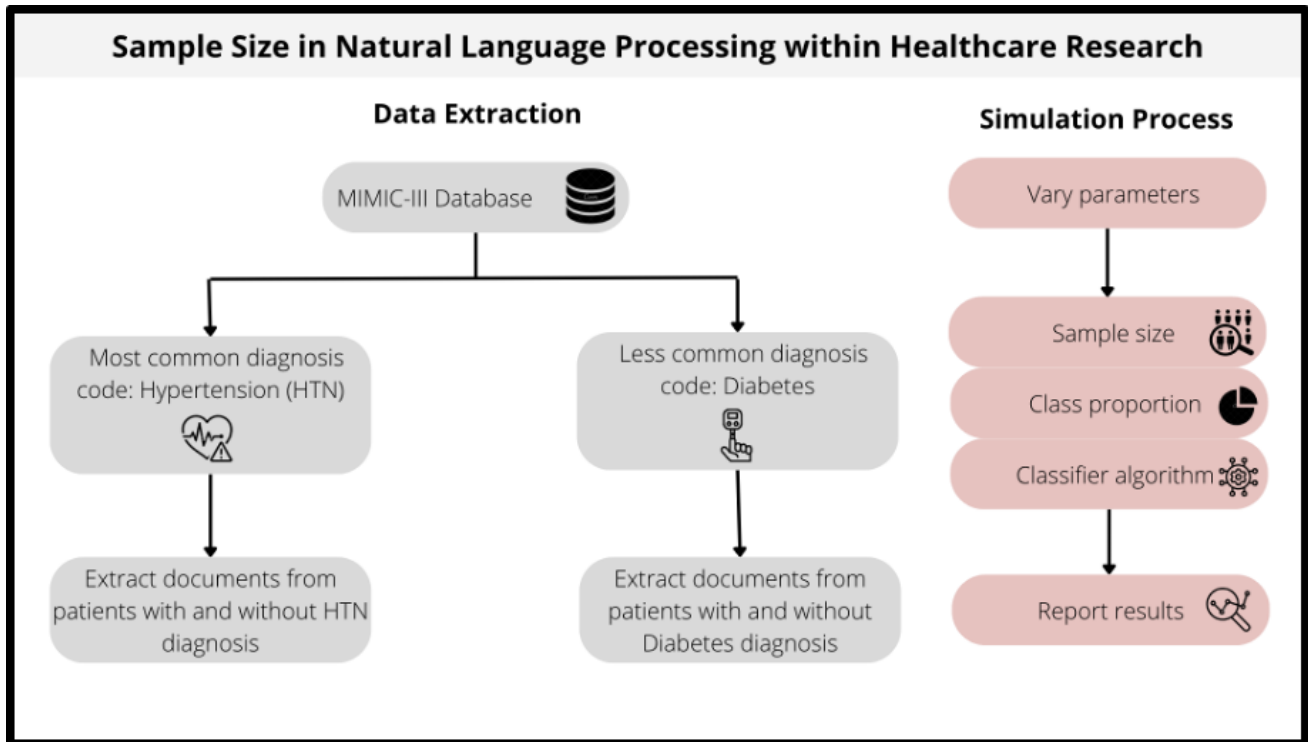 Sample Size in Natural Language Processing within Healthcare Research
Data Extraction
MIMIC-III Database
Most common diagnosis
code: Hypertension (HTN)
Less common diagnosis
code: Diabetes
Extract documents from
patients with and without HTN
diagnosis
Extract documents from
patients with and without
Diabetes diagnosis
Simulation Process
Vary parameters
Sample size
Class proportion
Classifier algorithm
Report results